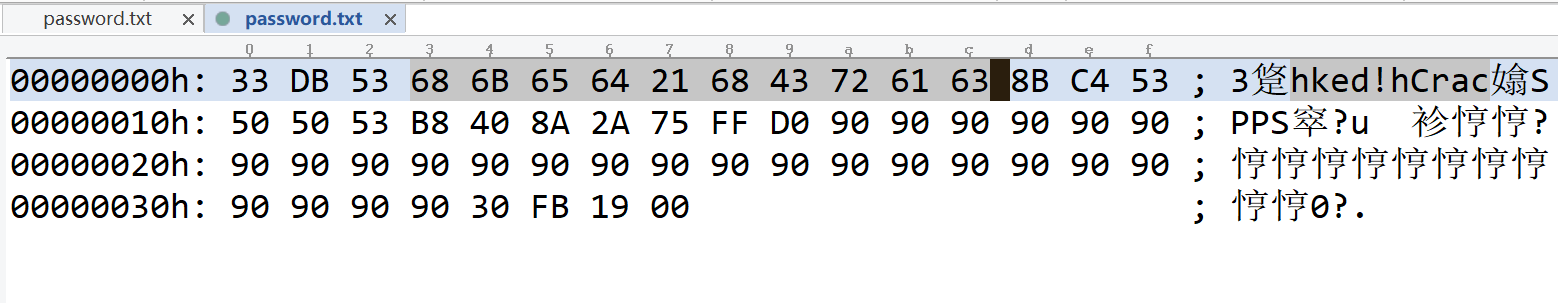 password.txt × password.txt ×
0 1 2 3 4 5 6 7 8 9 a b c d e f
00000000h: 33 DB 53 68 6B 65 64 21 68 43 72 61 63 8B C4 53 ; 3跫hked!hCrac嬆S
00000010h: 50 50 53 B8 40 8A 2A 75 FF D0 90 90 90 90 90 90 ; PPS窣?u 袗悙悙?
00000020h: 90 90 90 90 90 90 90 90 90 90 90 90 90 90 90 90 ; 悙悙悙悙悙悙悙悙
00000030h: 90 90 90 90 30 FB 19 00 ; 悙悙0?.